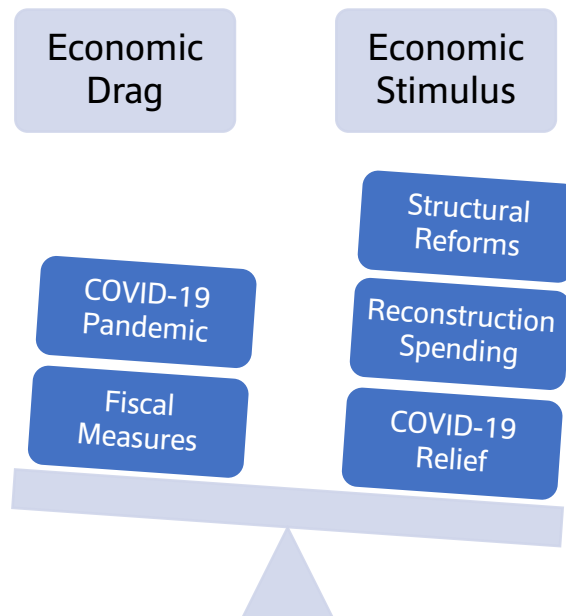 Economic
Drag
Economic
Stimulus
COVID-19
Pandemic
Fiscal
Measures
Structural
Reforms
Reconstruction
Spending
COVID-19
Relief